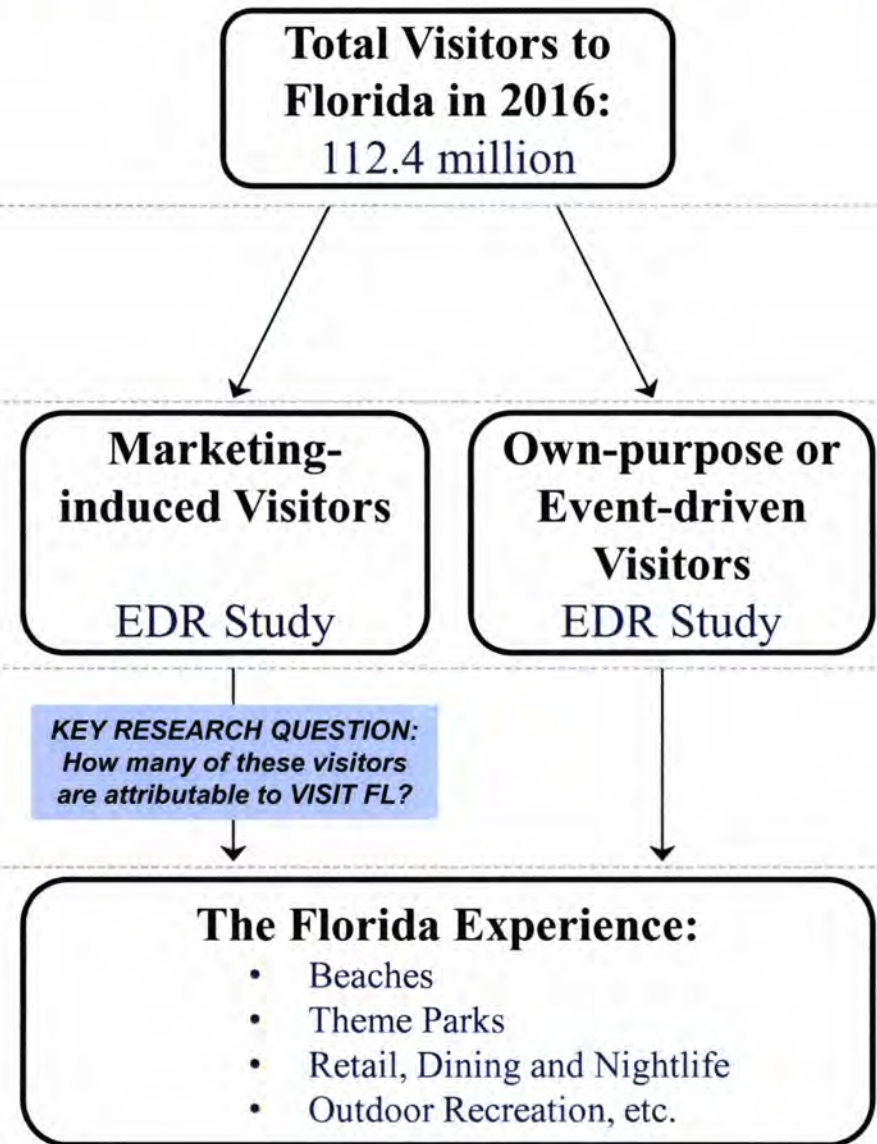 Total Visitors to
Florida in 2016:
112.4 million
Marketing-
induced Visitors
EDR Study
Own-purpose or
Event-driven
Visitors
EDR Study
KEY RESEARCH QUESTION:
How many of these visitors
are attributable to VISIT FL?
The Florida Experience:
• Beaches
• Theme Parks
• Retail, Dining and Nightlife
• Outdoor Recreation, etc.